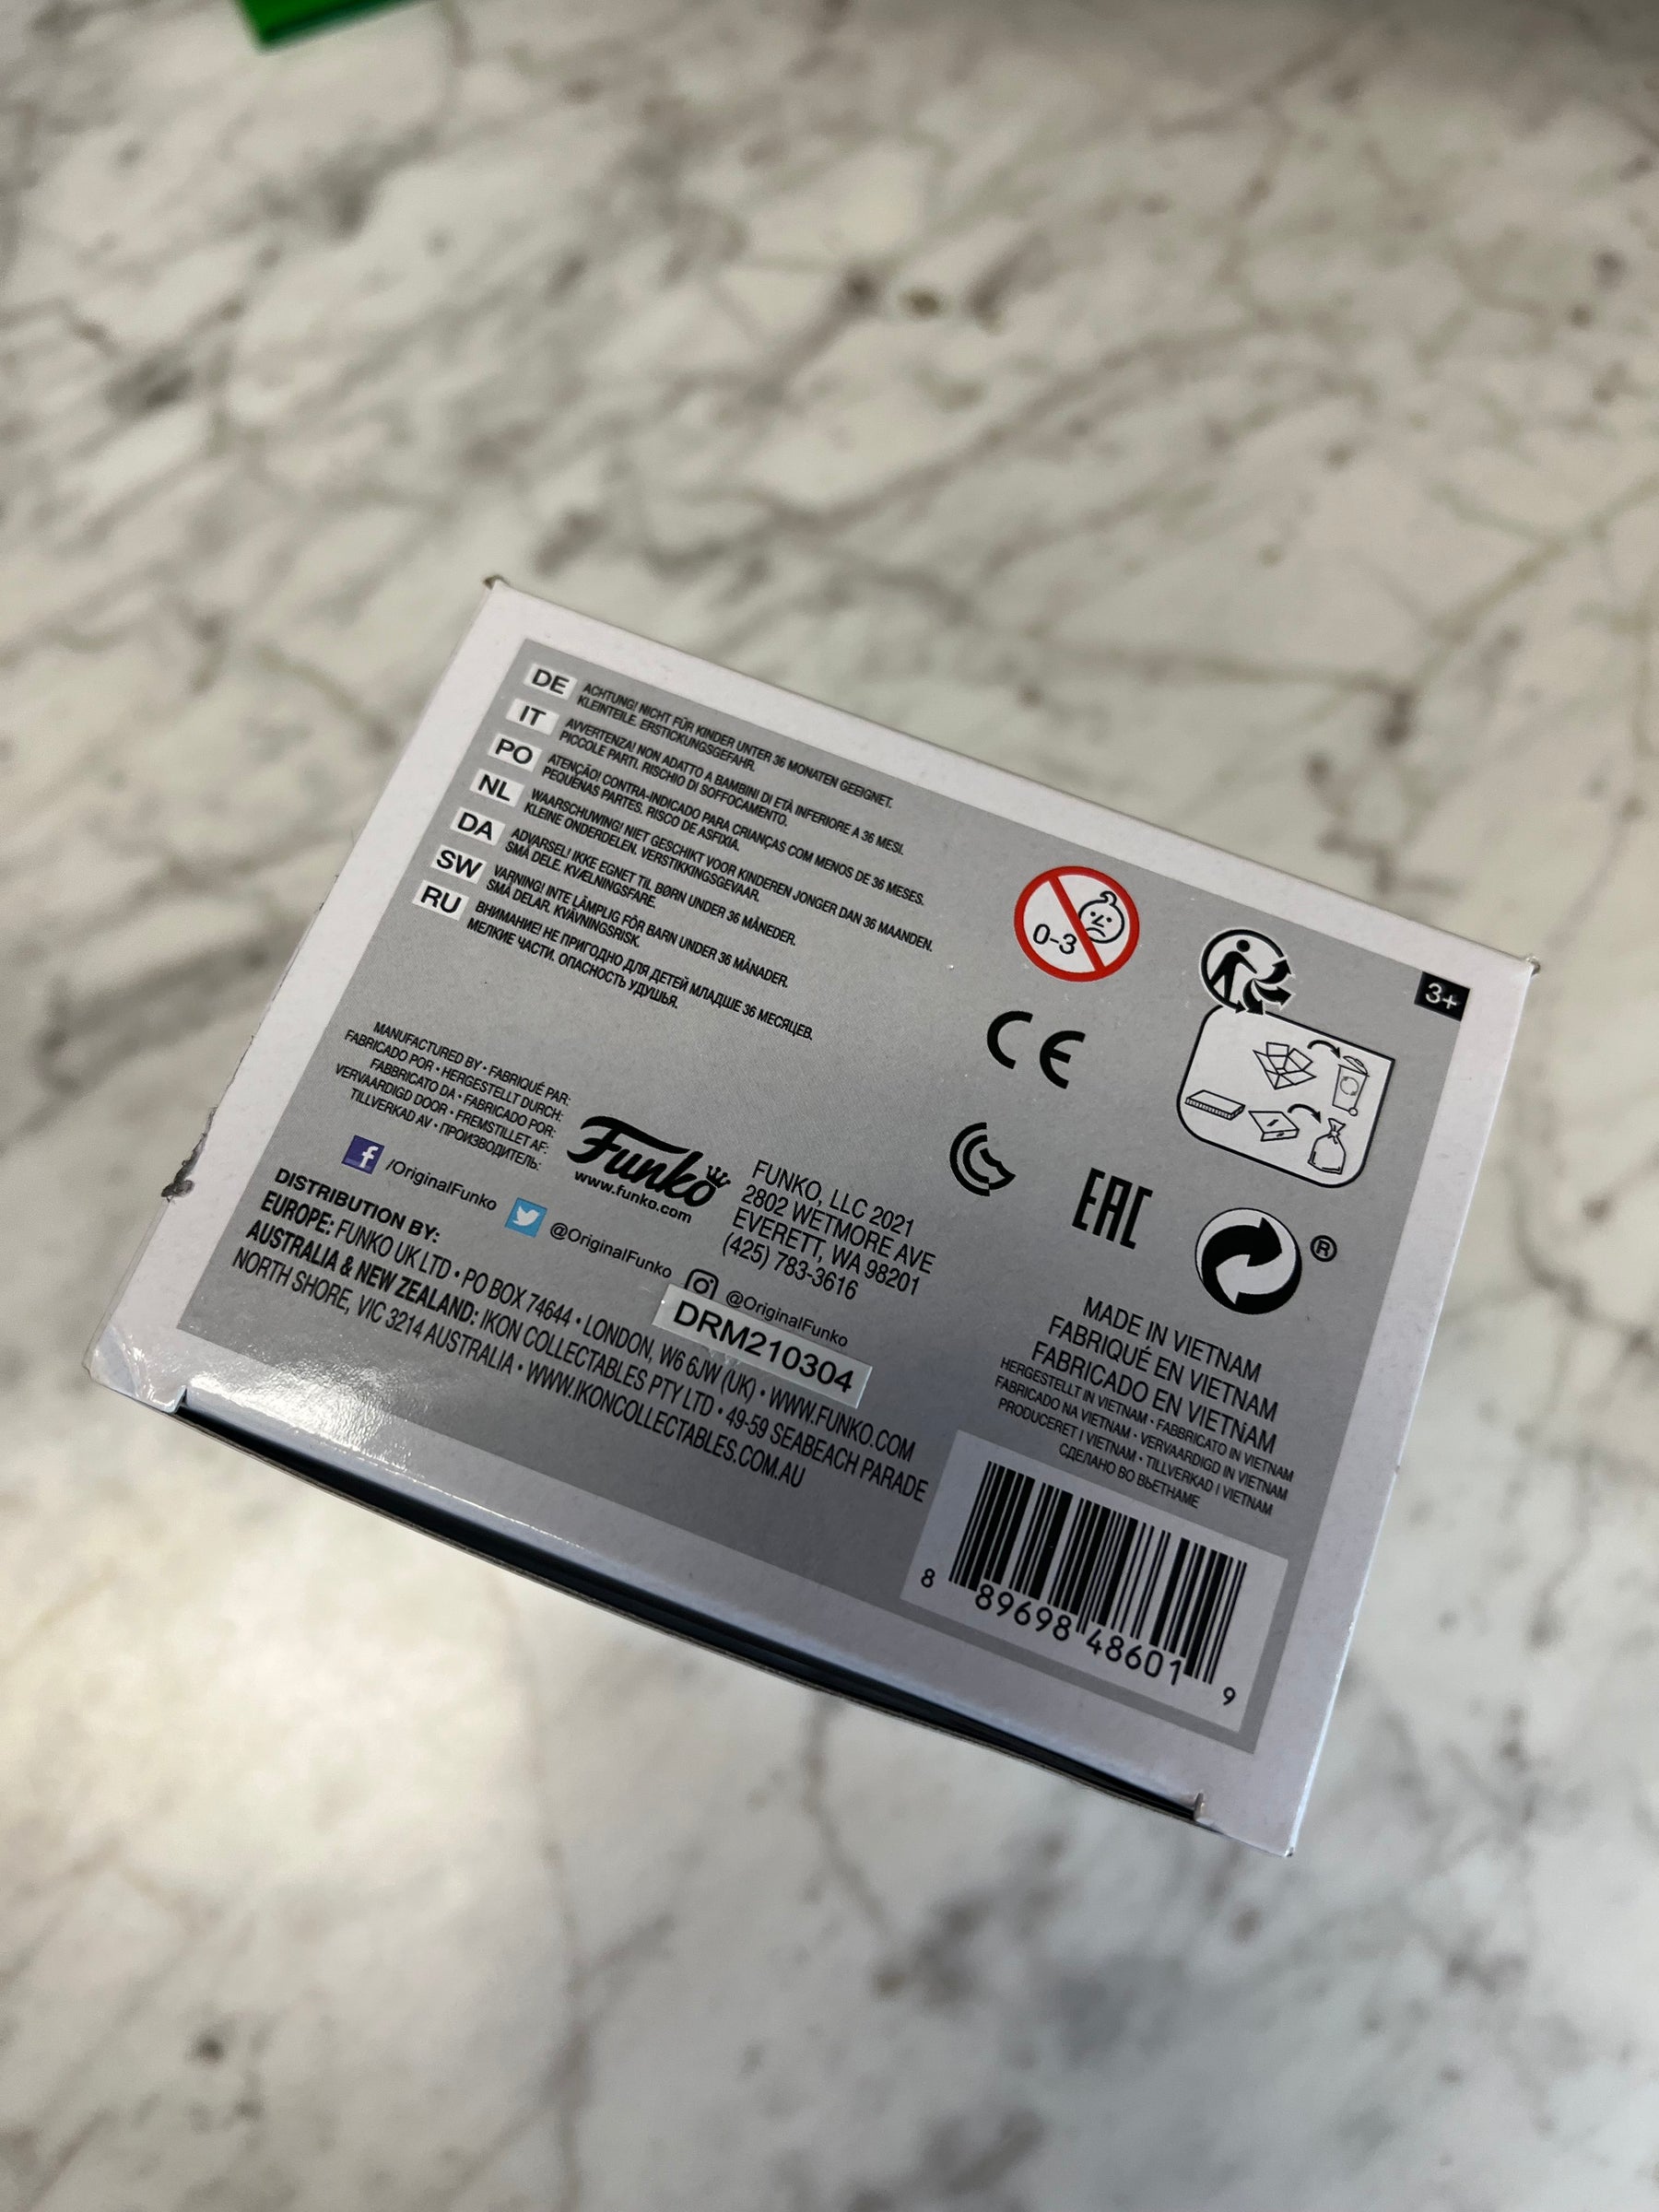 DE ACHTUNG! NICHT FÜR KINDER UNTER 36 MONATEN GEEIGNET.
KLEINTEILE. ERSTICKUNGSGEFAHR.
IT AVVERTENZA! NON ADATTO A BAMBINI DI ETÀ INFERIORE A 36 MESI.
PICCOLE PARTI. RISCHIO DI SOFFOCAMENTO.
PO ATENÇÃO! CONTRA-INDICADO PARA CRIANÇAS COM MENOS DE 36 MESES.
PEQUENAS PARTES. RISCO DE ASFIXIA.
NL WAARSCHUWING! NIET GESCHIKT VOOR KINDEREN JONGER DAN 36 MAANDEN.
KLEINE ONDERDELEN. VERSTIKKINGSGEVAAR.
DA ADVARSEL! IKKE EGNET TIL BØRN UNDER 36 MÅNEDER.
SMÅ DELE. KVÆLNINGSFARE.
SW VARNING! INTE LÄMPLIG FÖR BARN UNDER 36 MÅNADER.
SMÅ DELAR. KVÄVNINGSRISK.
RU ВНИМАНИЕ! НЕ ПРИГОДНО ДЛЯ ДЕТЕЙ МЛАДШЕ 36 МЕСЯЦЕВ.
МЕЛКИЕ ЧАСТИ. ОПАСНОСТЬ УДУШЬЯ.
0-3
3+
CE
EAC
®
MANUFACTURED BY • FABRIQUÉ PAR:
FABRICADO POR • HERGESTELLT DURCH:
FABBRICATO DA • FABRICADO POR:
VERVAARDIGD DOOR • FREMSTILLET AF:
TILLVERKAD AV • ПРОИЗВОДИТЕЛЬ:
Funko
www.funko.com
FUNKO, LLC 2021
2802 WETMORE AVE
EVERETT, WA 98201
(425) 783-3616
f /OriginalFunko
@OriginalFunko
@OriginalFunko
DRM210304
DISTRIBUTION BY:
EUROPE: FUNKO UK LTD • PO BOX 74644 • LONDON, W6 6JW (UK) • WWW.FUNKO.COM
AUSTRALIA & NEW ZEALAND: IKON COLLECTABLES PTY LTD • 49-59 SEABEACH PARADE
NORTH SHORE, VIC 3214 AUSTRALIA • WWW.IKONCOLLECTABLES.COM.AU
MADE IN VIETNAM
FABRIQUÉ EN VIETNAM
FABRICADO EN VIETNAM
HERGESTELLT IN VIETNAM • FABBRICATO IN VIETNAM
FABRICADO NA VIETNAM • VERVAARDIGD IN VIETNAM
PRODUCERET I VIETNAM • TILLVERKAD I VIETNAM
СДЕЛАНО ВО ВЬЕТНАМЕ
8 89698 48601 9